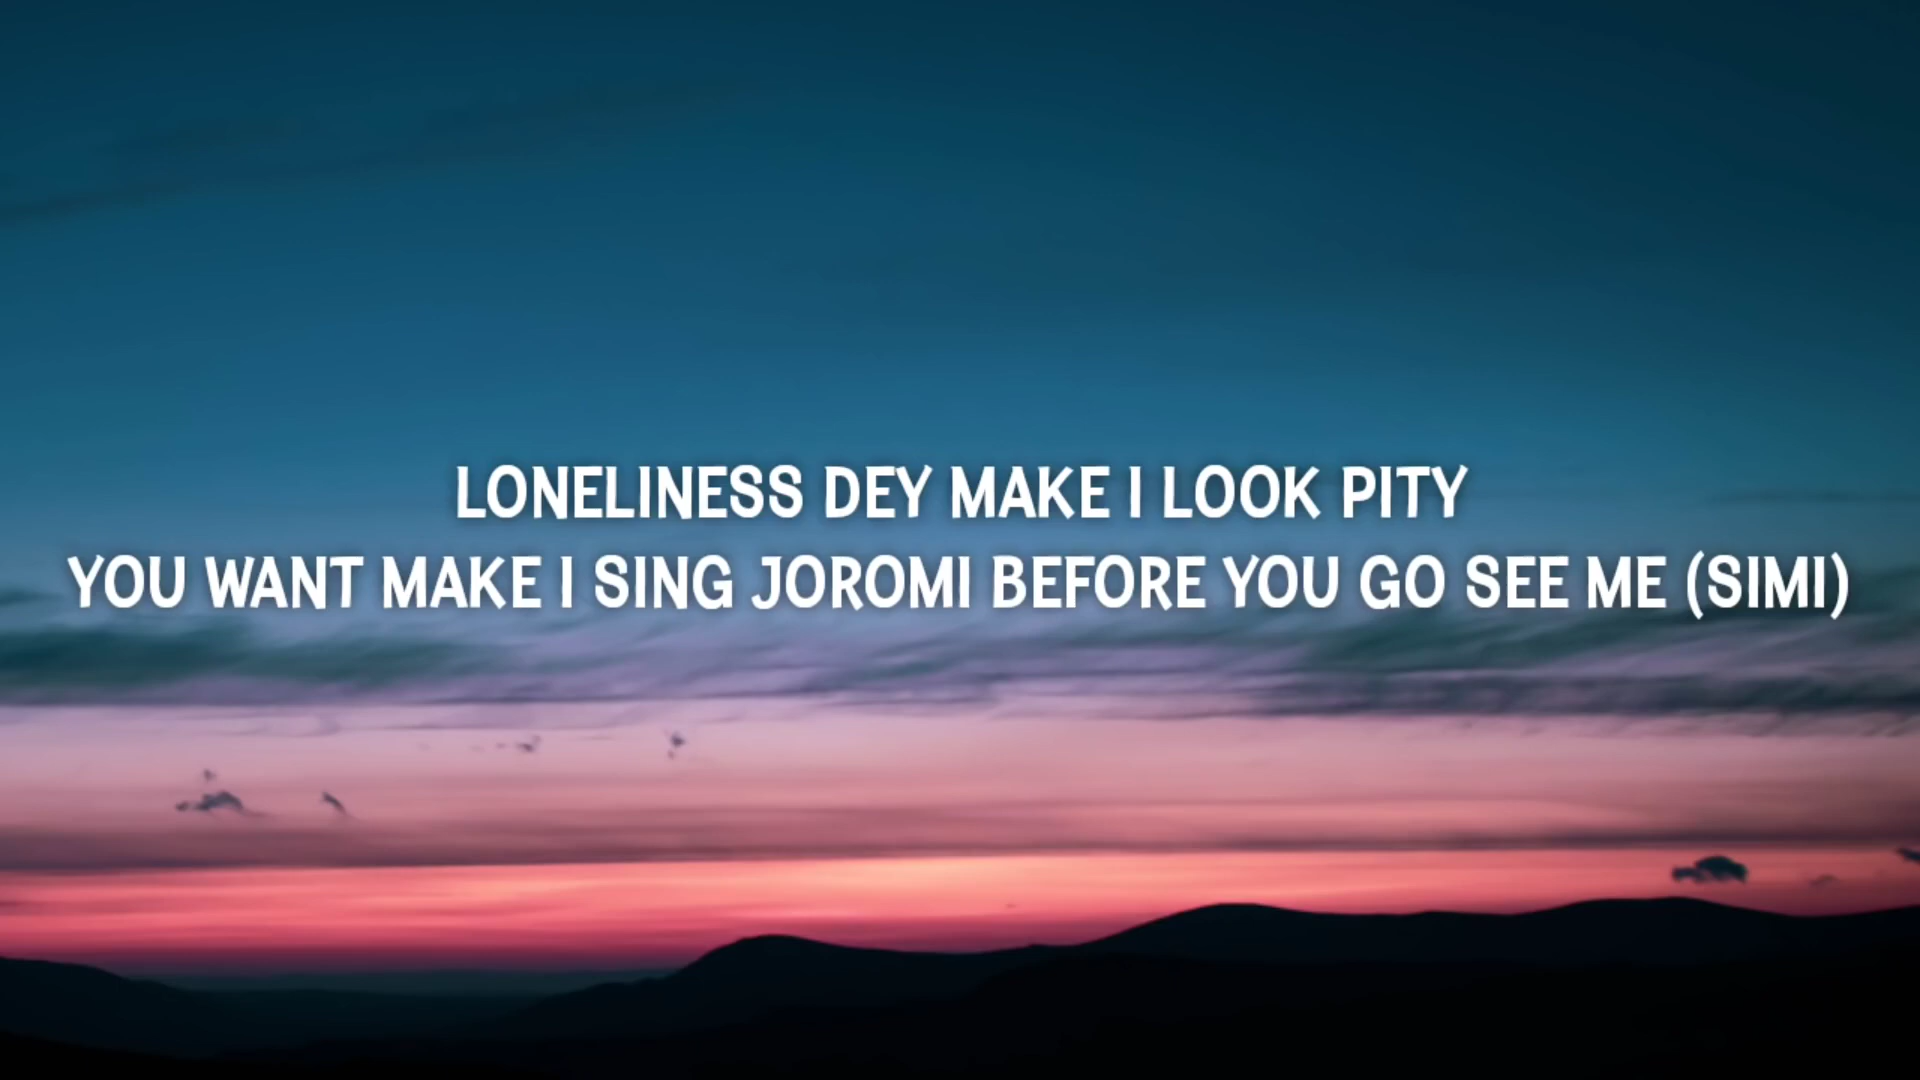 LONELINESS DEY MAKE I LOOK PITY
YOU WANT MAKE I SING JOROMI BEFORE YOU GO SEE ME (SIMI)